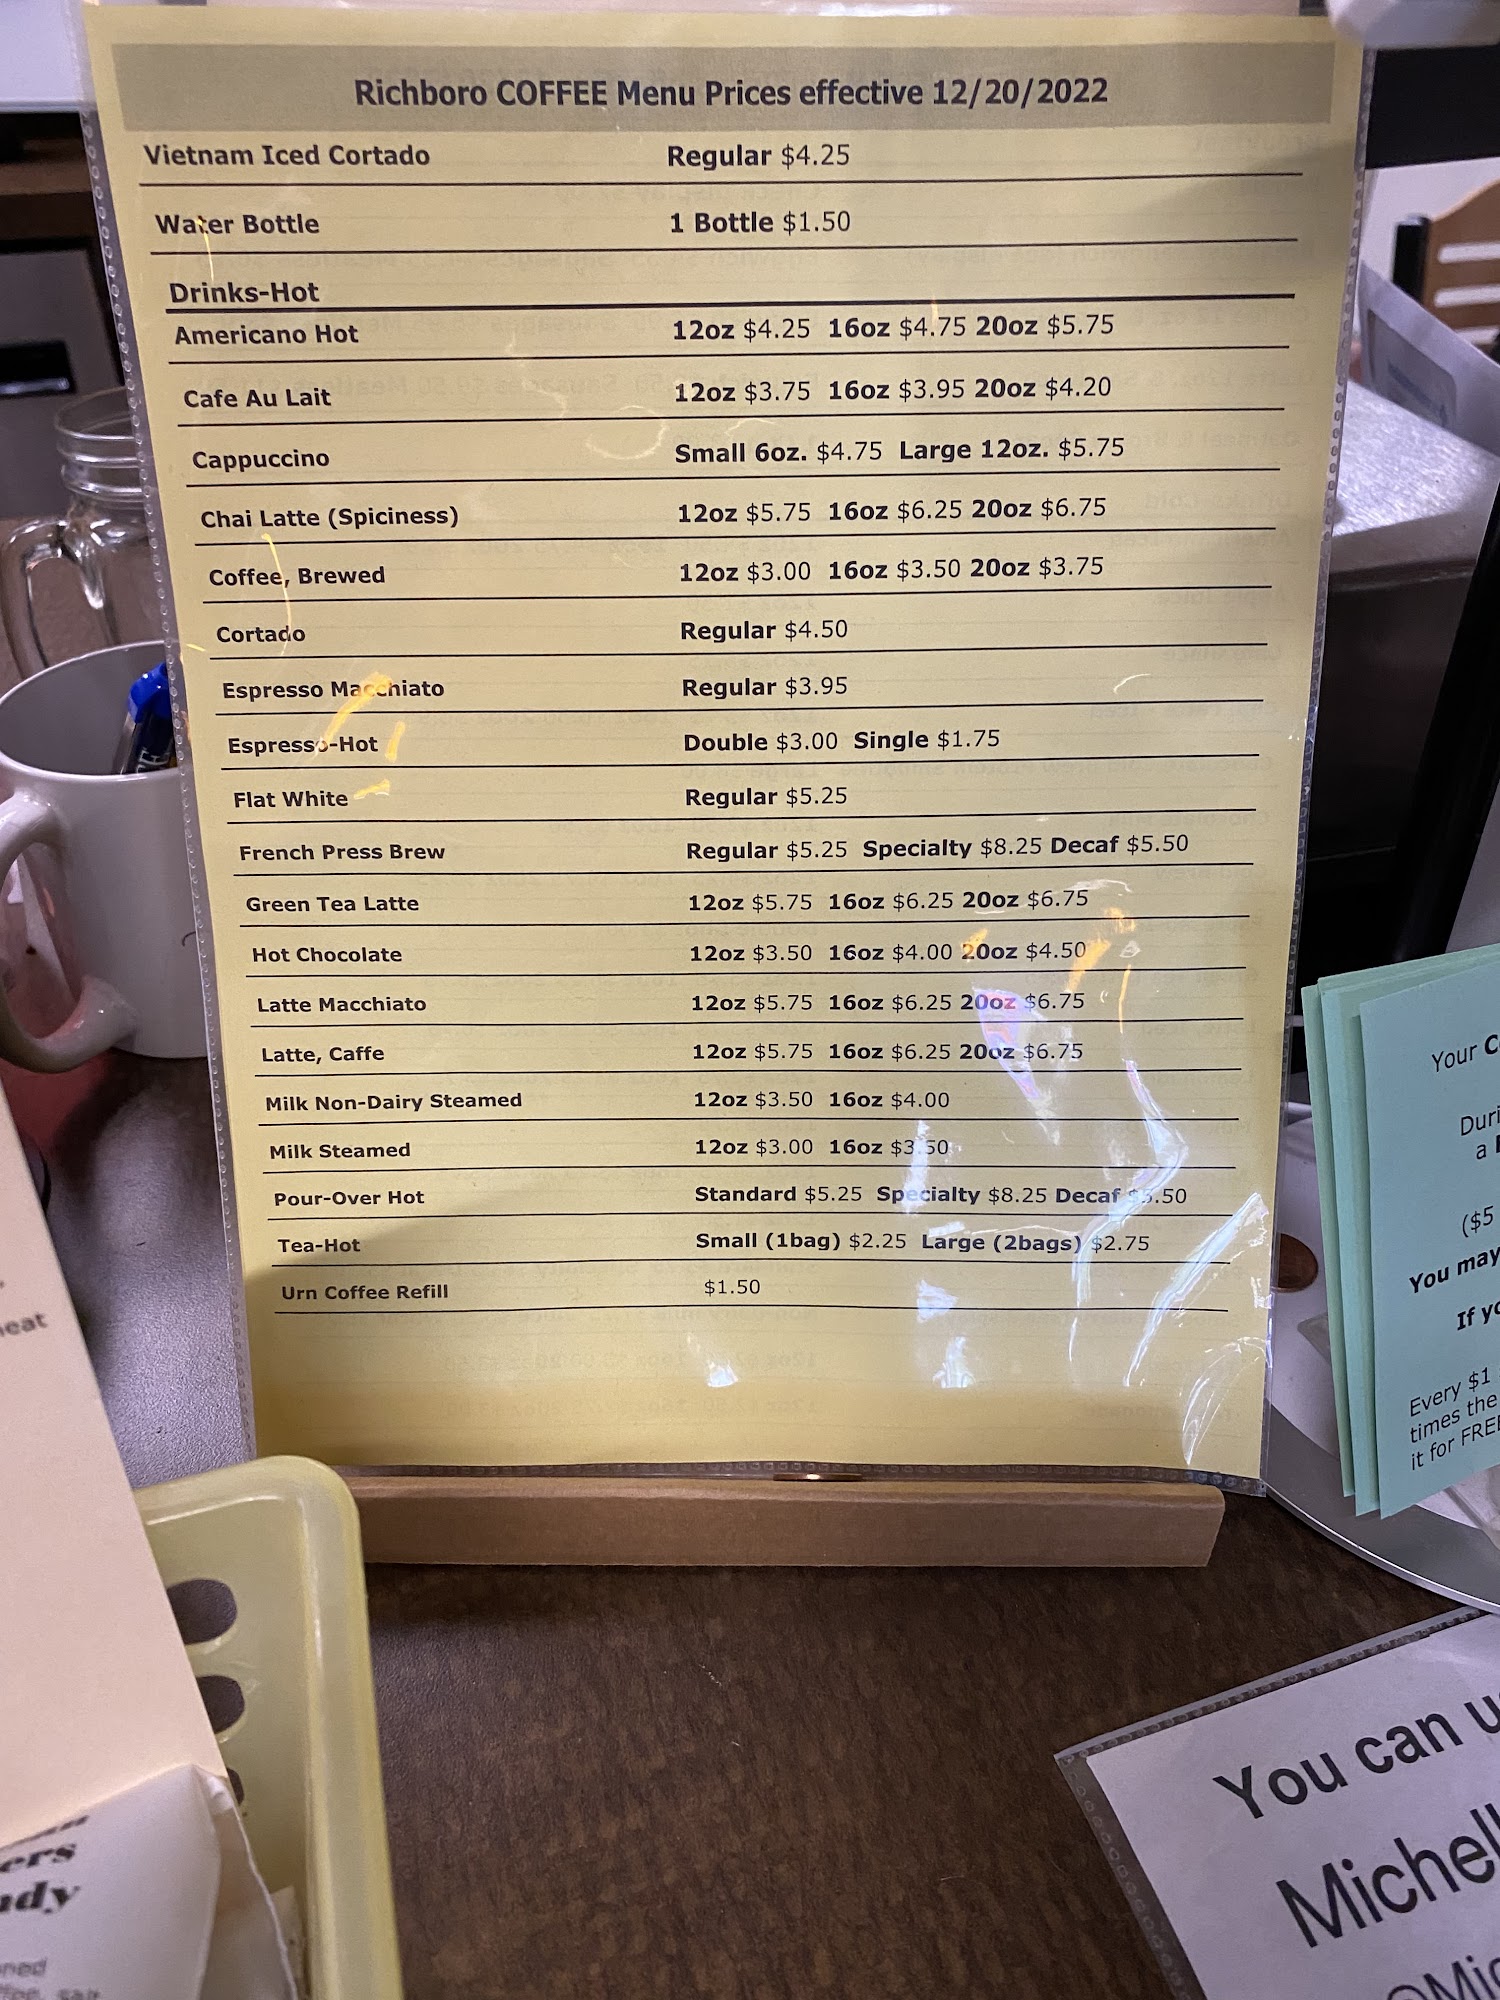 Richboro COFFEE Menu Prices effective 12/20/2022
Vietnam Iced Cortado Regular $4.25
Water Bottle 1 Bottle $1.50
Drinks-Hot
Americano Hot 12oz $4.25 16oz $4.75 20oz $5.75
Cafe Au Lait 12oz $3.75 16oz $3.95 20oz $4.20
Cappuccino Small 6oz. $4.75 Large 12oz. $5.75
Chai Latte (Spiciness) 12oz $5.75 16oz $6.25 20oz $6.75
Coffee, Brewed 12oz $3.00 16oz $3.50 20oz $3.75
Cortado Regular $4.50
Espresso Macchiato Regular $3.95
Espresso-Hot Double $3.00 Single $1.75
Flat White Regular $5.25
French Press Brew Regular $5.25 Specialty $8.25 Decaf $5.50
Green Tea Latte 12oz $5.75 16oz $6.25 20oz $6.75
Hot Chocolate 12oz $3.50 16oz $4.00 20oz $4.50
Latte Macchiato 12oz $5.75 16oz $6.25 20oz $6.75
Latte, Caffe 12oz $5.75 16oz $6.25 20oz $6.75
Milk Non-Dairy Steamed 12oz $3.50 16oz $4.00
Milk Steamed 12oz $3.00 16oz $3.50
Pour-Over Hot Standard $5.25 Specialty $8.25 Decaf $5.50
Tea-Hot Small (1bag) $2.25 Large (2bags) $2.75
Urn Coffee Refill $1.50
Your
a
($5
You may
If
Every $1
times the
it for FREE
You can